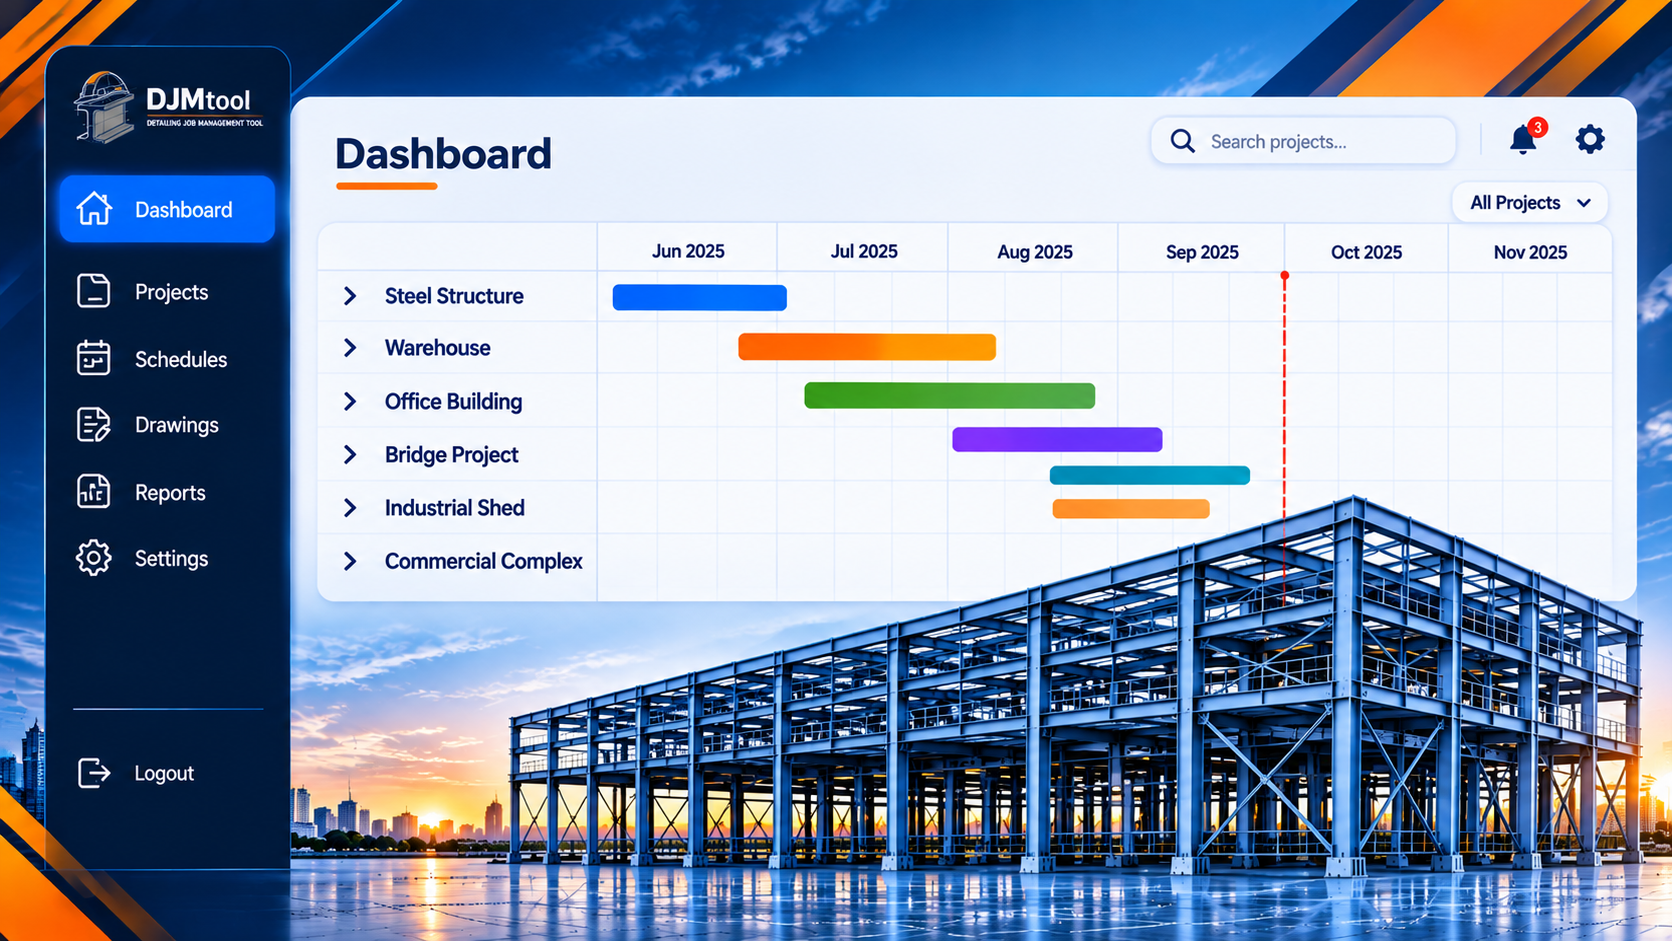 DJMtool
DETAILING JOB MANAGEMENT TOOL
Dashboard
Projects
Schedules
Drawings
Reports
Settings
Logout
Dashboard
Search projects...
3
All Projects
Jun 2025
Jul 2025
Aug 2025
Sep 2025
Oct 2025
Nov 2025
Steel Structure
Warehouse
Office Building
Bridge Project
Industrial Shed
Commercial Complex